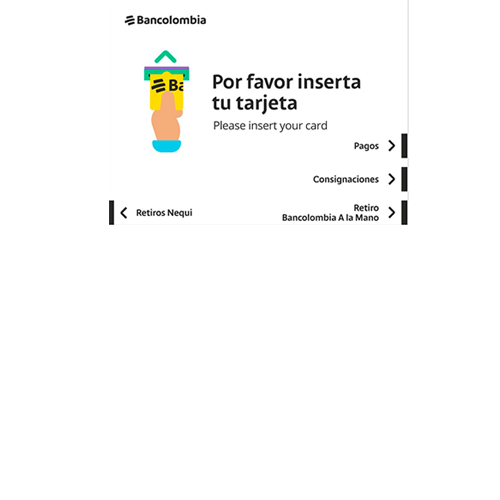 Bancolombia
Ba
Por favor inserta
tu tarjeta
Please insert your card
Pagos
Consignaciones
Retiros Nequi
Retiro
Bancolombia A la Mano